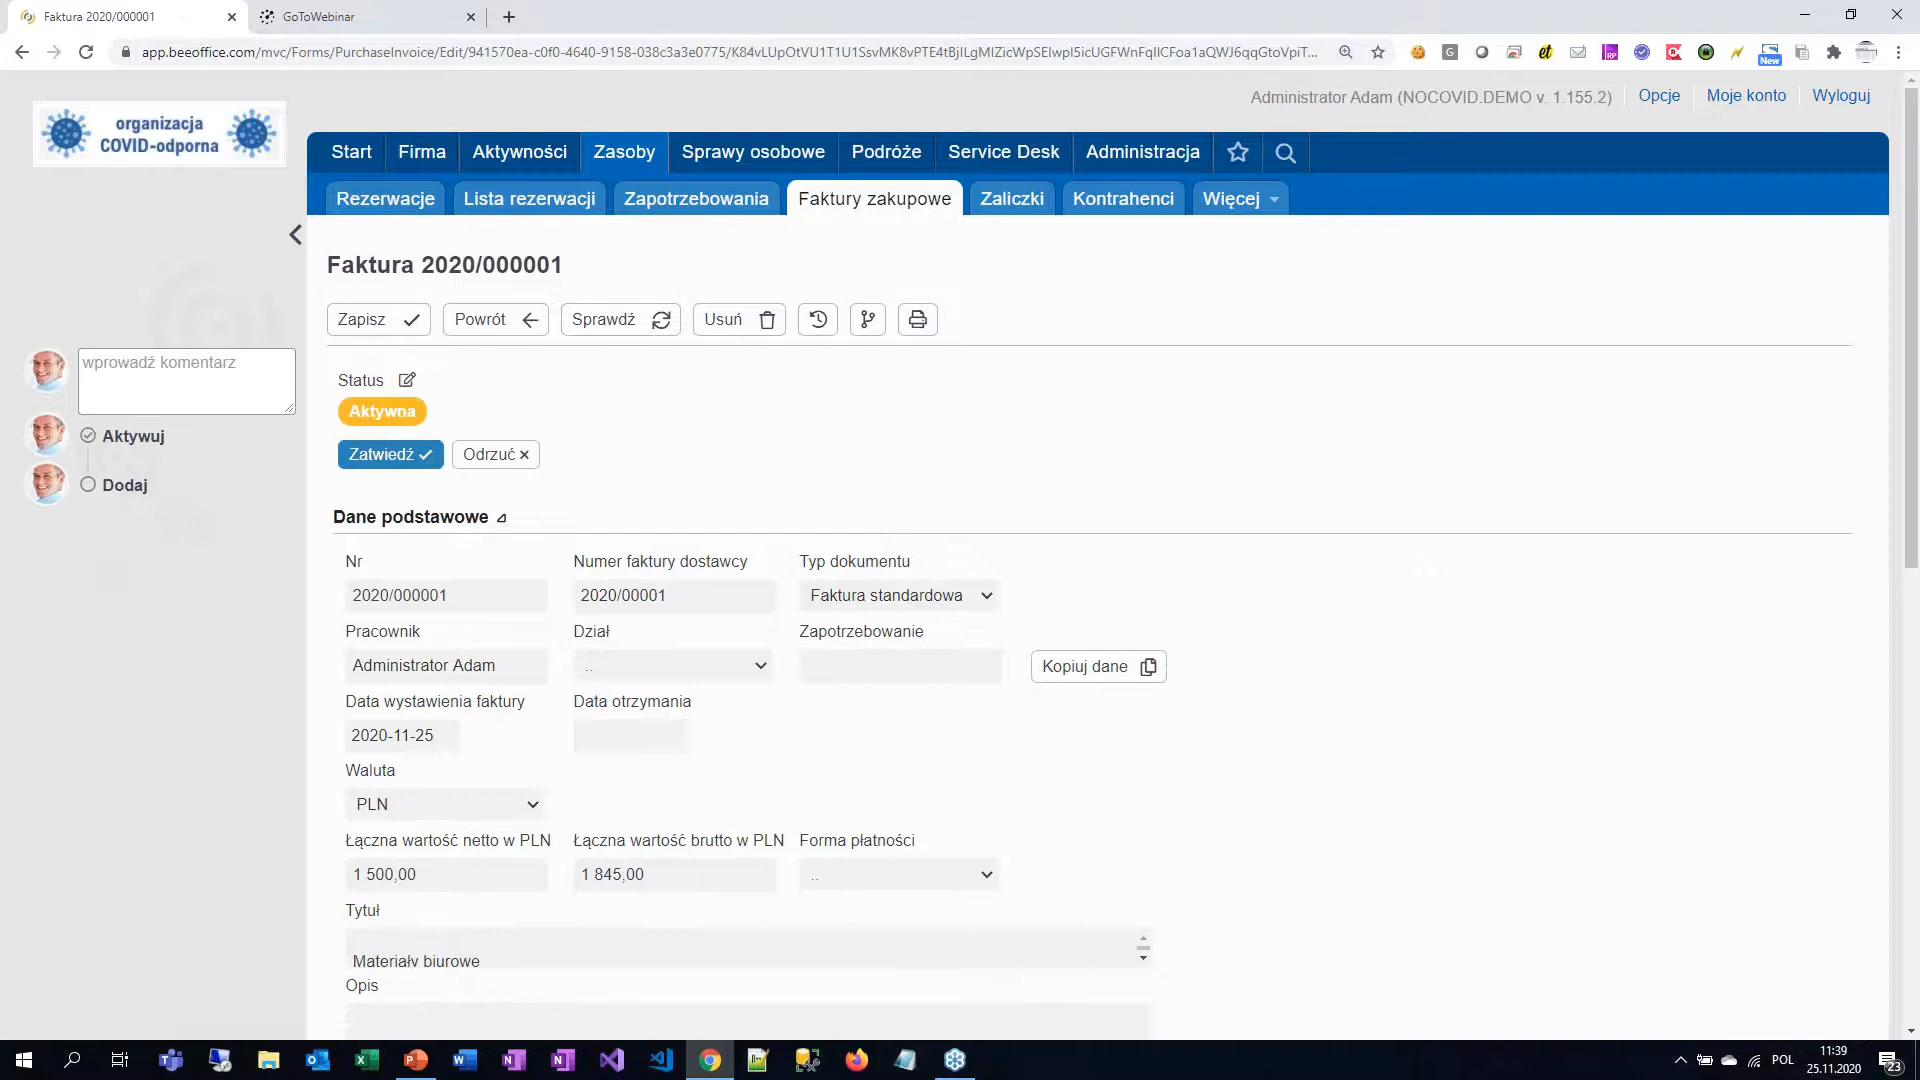 Faktura 2020/000001
GoToWebinar
app.beeoffice.com/mvc/Forms/PurchaseInvoice/Edit/941570ea-c0f0-4640-9158-038c3a3e0775/K84vLUpOtVU1T1U1SsvMK8vPTE4tBjILgMIZicWpSEIwpI5icUGFWnFqIlCFoa1aQWJ6qqGtoVpiT...
New
organizacja
COVID-odporna
Administrator Adam (NOCOVID.DEMO v. 1.155.2)
Opcje
Moje konto
Wyloguj
Start
Firma
Aktywności
Zasoby
Sprawy osobowe
Podróże
Service Desk
Administracja
Rezerwacje
Lista rezerwacji
Zapotrzebowania
Faktury zakupowe
Zaliczki
Kontrahenci
Więcej
Faktura 2020/000001
Zapisz
Powrót
Sprawdź
Usuń
wprowadź komentarz
Aktywuj
Dodaj
Status
Aktywna
Zatwiedź
Odrzuć ×
Dane podstawowe
Nr
Numer faktury dostawcy
Typ dokumentu
2020/000001
2020/00001
Faktura standardowa
Pracownik
Dział
Zapotrzebowanie
Administrator Adam
..
Kopiuj dane
Data wystawienia faktury
Data otrzymania
2020-11-25
Waluta
PLN
Łączna wartość netto w PLN
Łączna wartość brutto w PLN
Forma płatności
1 500,00
1 845,00
..
Tytuł
Materiały biurowe
Opis
POL
11:39
25.11.2020
23